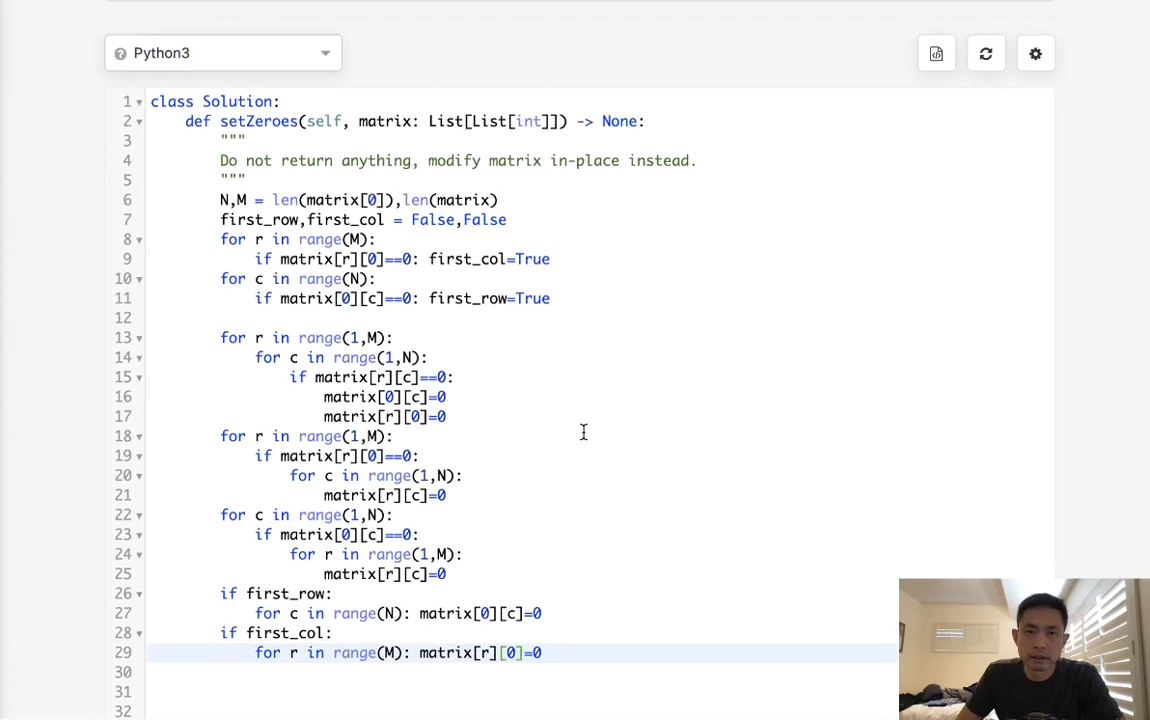 Python3
1 class Solution:
2 def setZeroes(self, matrix: List[List[int]]) -> None:
3 """
4 Do not return anything, modify matrix in-place instead.
5 """
6 N,M = len(matrix[0]),len(matrix)
7 first_row,first_col = False,False
8 for r in range(M):
9 if matrix[r][0]==0: first_col=True
10 for c in range(N):
11 if matrix[0][c]==0: first_row=True
12
13 for r in range(1,M):
14 for c in range(1,N):
15 if matrix[r][c]==0:
16 matrix[0][c]=0
17 matrix[r][0]=0
18 for r in range(1,M):
19 if matrix[r][0]==0:
20 for c in range(1,N):
21 matrix[r][c]=0
22 for c in range(1,N):
23 if matrix[0][c]==0:
24 for r in range(1,M):
25 matrix[r][c]=0
26 if first_row:
27 for c in range(N): matrix[0][c]=0
28 if first_col:
29 for r in range(M): matrix[r][0]=0
30
31
32